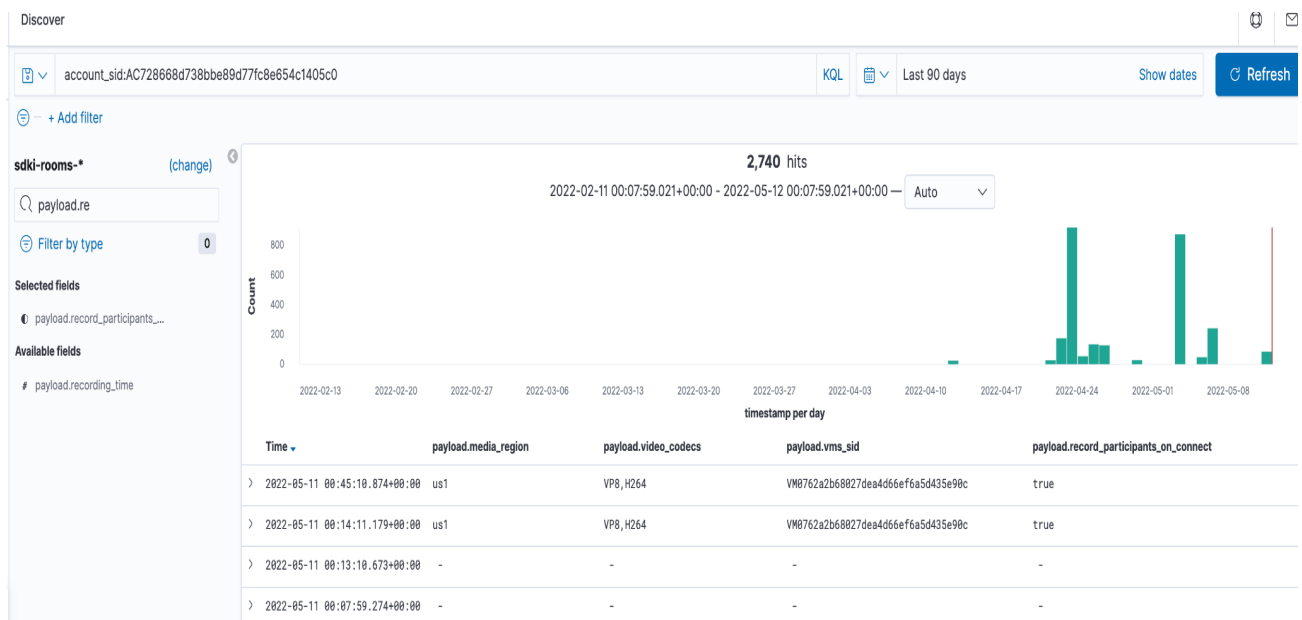 Discover
account_sid:AC728668d738bbe89d77fc8e654c1405c0 KQL Last 90 days Show dates Refresh
+ Add filter
sdki-rooms-* (change)
payload.re
Filter by type 0
Selected fields
payload.record_participants_...
Available fields
# payload.recording_time
2,740 hits
2022-02-11 00:07:59.021+00:00 - 2022-05-12 00:07:59.021+00:00 — Auto
Count
800
600
400
200
0
2022-02-13 2022-02-20 2022-02-27 2022-03-06 2022-03-13 2022-03-20 2022-03-27 2022-04-03 2022-04-10 2022-04-17 2022-04-24 2022-05-01 2022-05-08
timestamp per day
Time payload.media_region payload.video_codecs payload.vms_sid payload.record_participants_on_connect
2022-05-11 00:45:10.874+00:00 us1 VP8,H264 VM0762a2b68027dea4d66ef6a5d435e90c true
2022-05-11 00:14:11.179+00:00 us1 VP8,H264 VM0762a2b68027dea4d66ef6a5d435e90c true
2022-05-11 00:13:10.673+00:00 - - - -
2022-05-11 00:07:59.274+00:00 - - - -